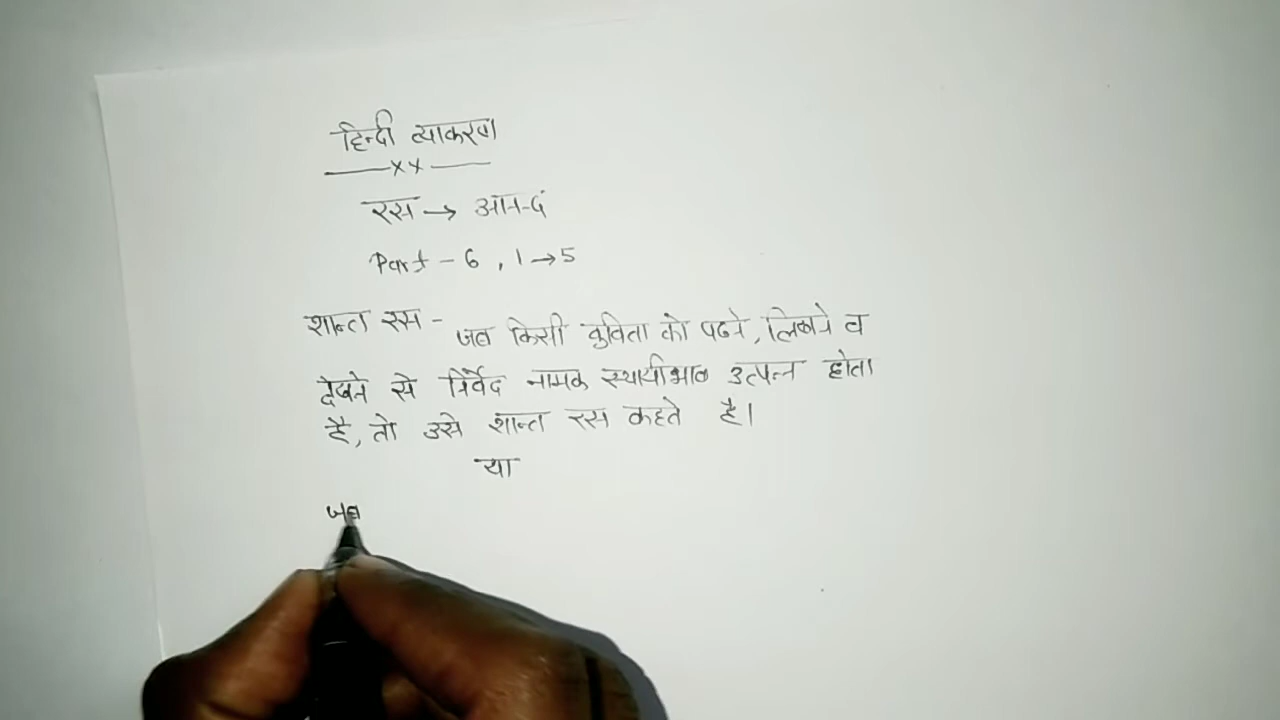 हिन्दी व्याकरण
—xx—
रस → आनन्द
Part - 6 , 1 → 5
शान्त रस - जब किसी कविता को पढने, लिखने व
देखने से निर्वेद नामक स्थायीभाव उत्पन्न होता
है, तो उसे शान्त रस कहते है।
या
जब